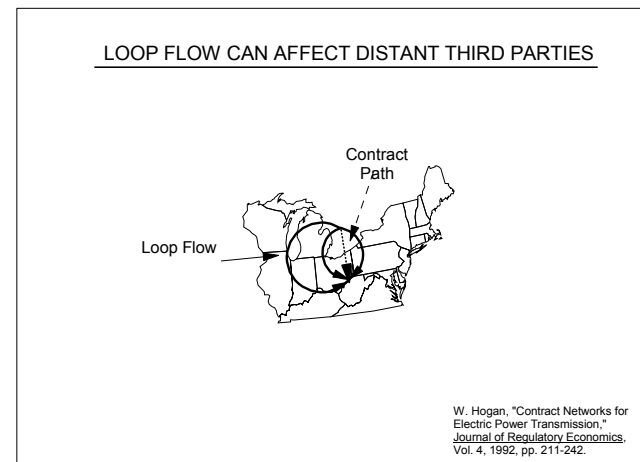 LOOP FLOW CAN AFFECT DISTANT THIRD PARTIES
Contract
Path
Loop Flow
W. Hogan, "Contract Networks for
Electric Power Transmission,"
Journal of Regulatory Economics,
Vol. 4, 1992, pp. 211-242.